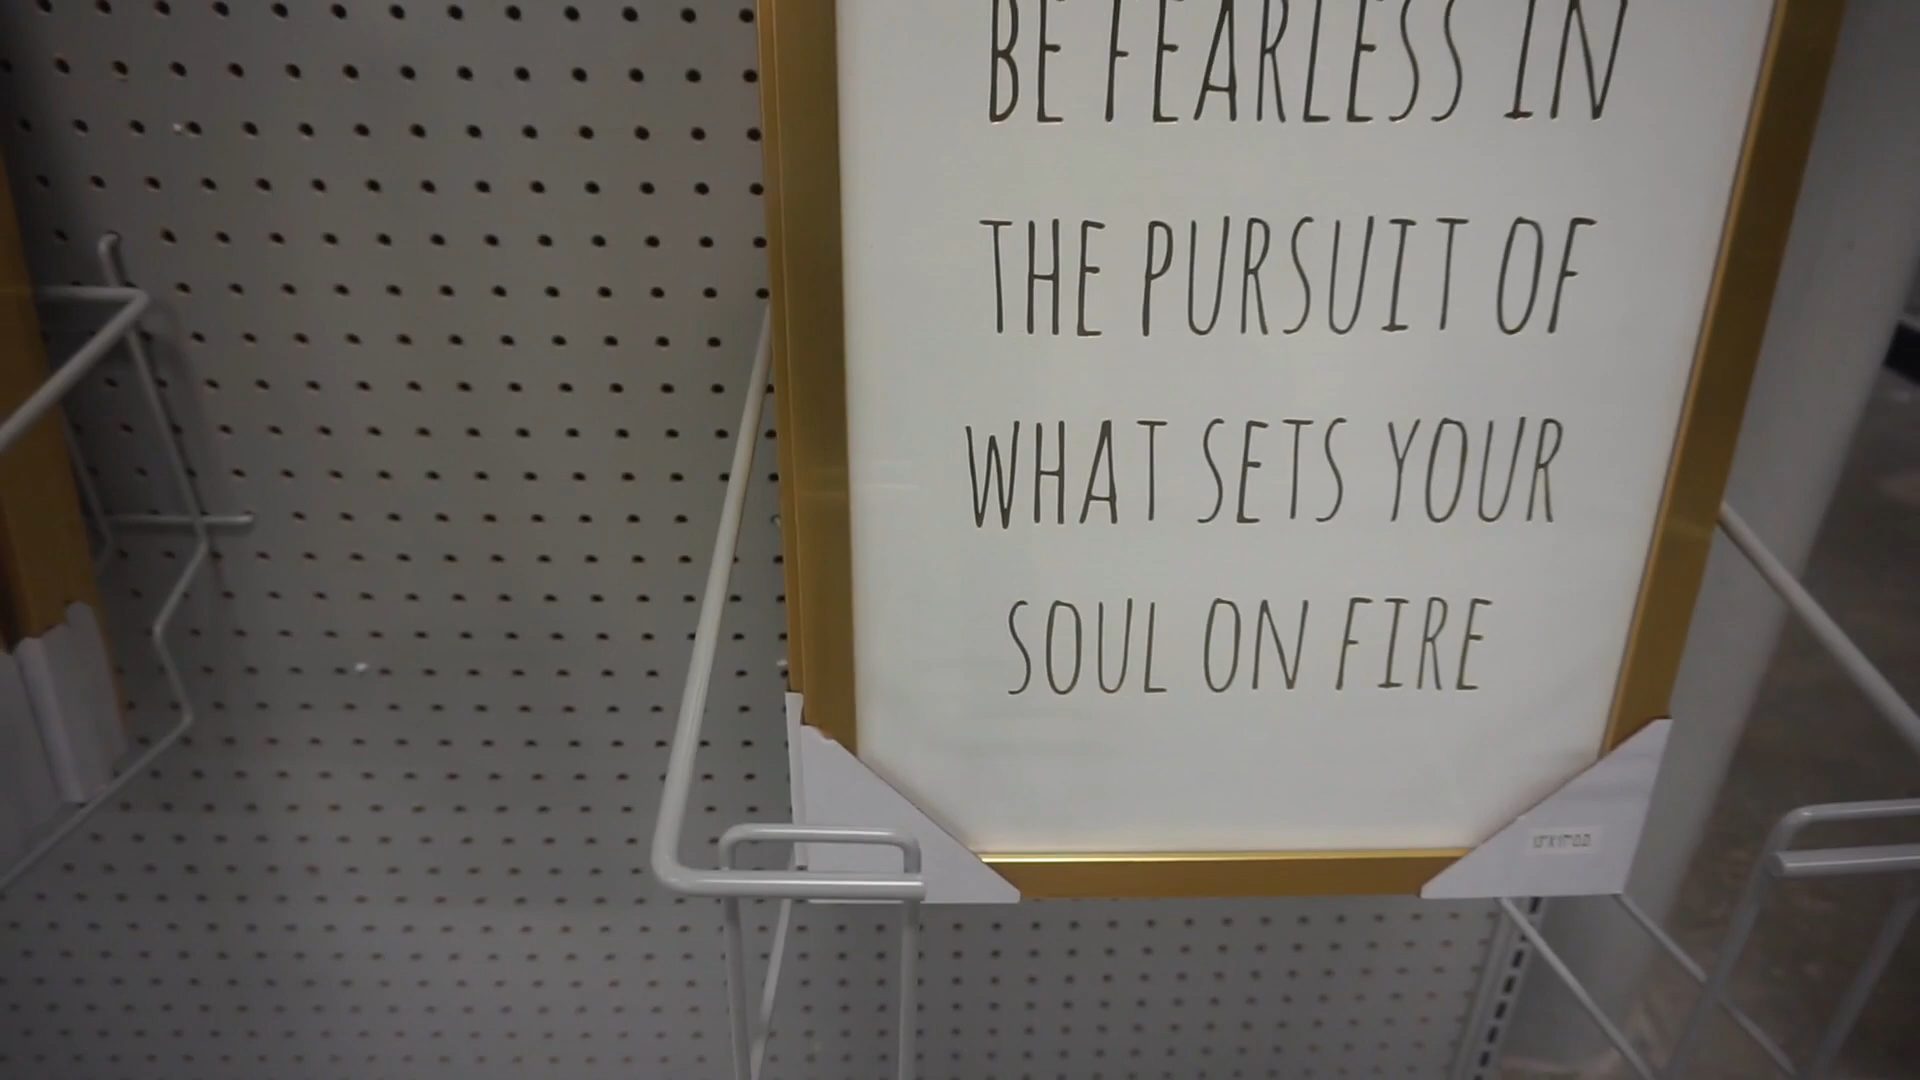 BE FEARLESS IN
THE PURSUIT OF
WHAT SETS YOUR
SOUL ON FIRE